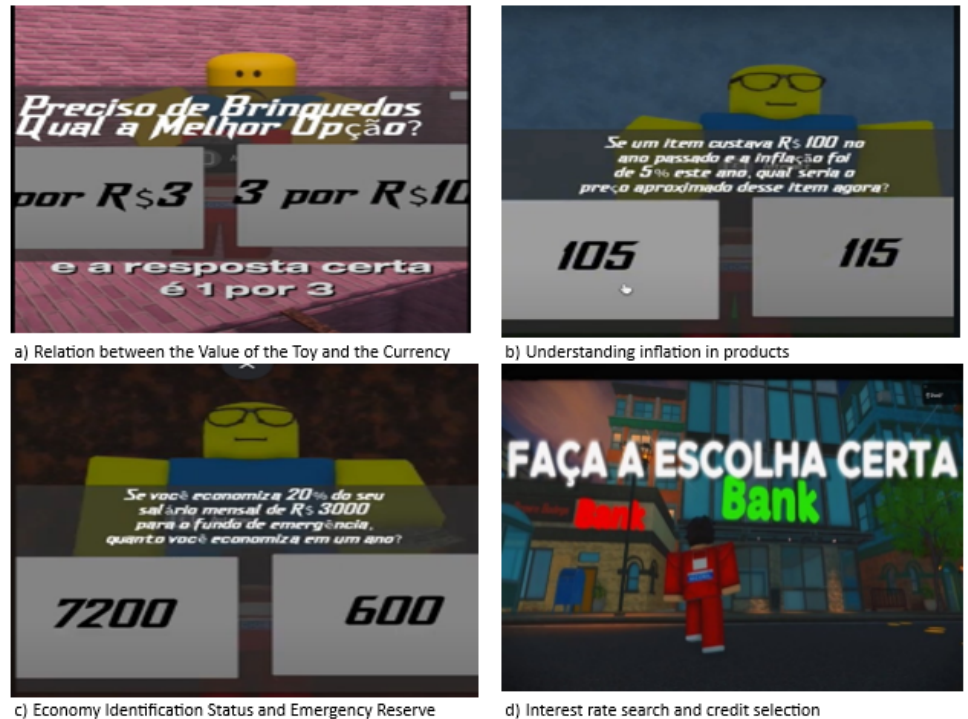 Preciso de Brinquedos
Qual a Melhor Opção?
por R$3
3 por R$10
e a resposta certa
é 1 por 3
a) Relation between the Value of the Toy and the Currency
Se um item custava R$ 100 no
ano passado e a inflação foi
de 5% este ano, qual seria o
preço aproximado desse item agora?
105
115
b) Understanding inflation in products
Se você economiza 20% do seu
salário mensal de R$ 3000
para o fundo de emergência,
quanto você economiza em um ano?
7200
600
c) Economy Identification Status and Emergency Reserve
FAÇA A ESCOLHA CERTA
Bank
Bank
d) Interest rate search and credit selection